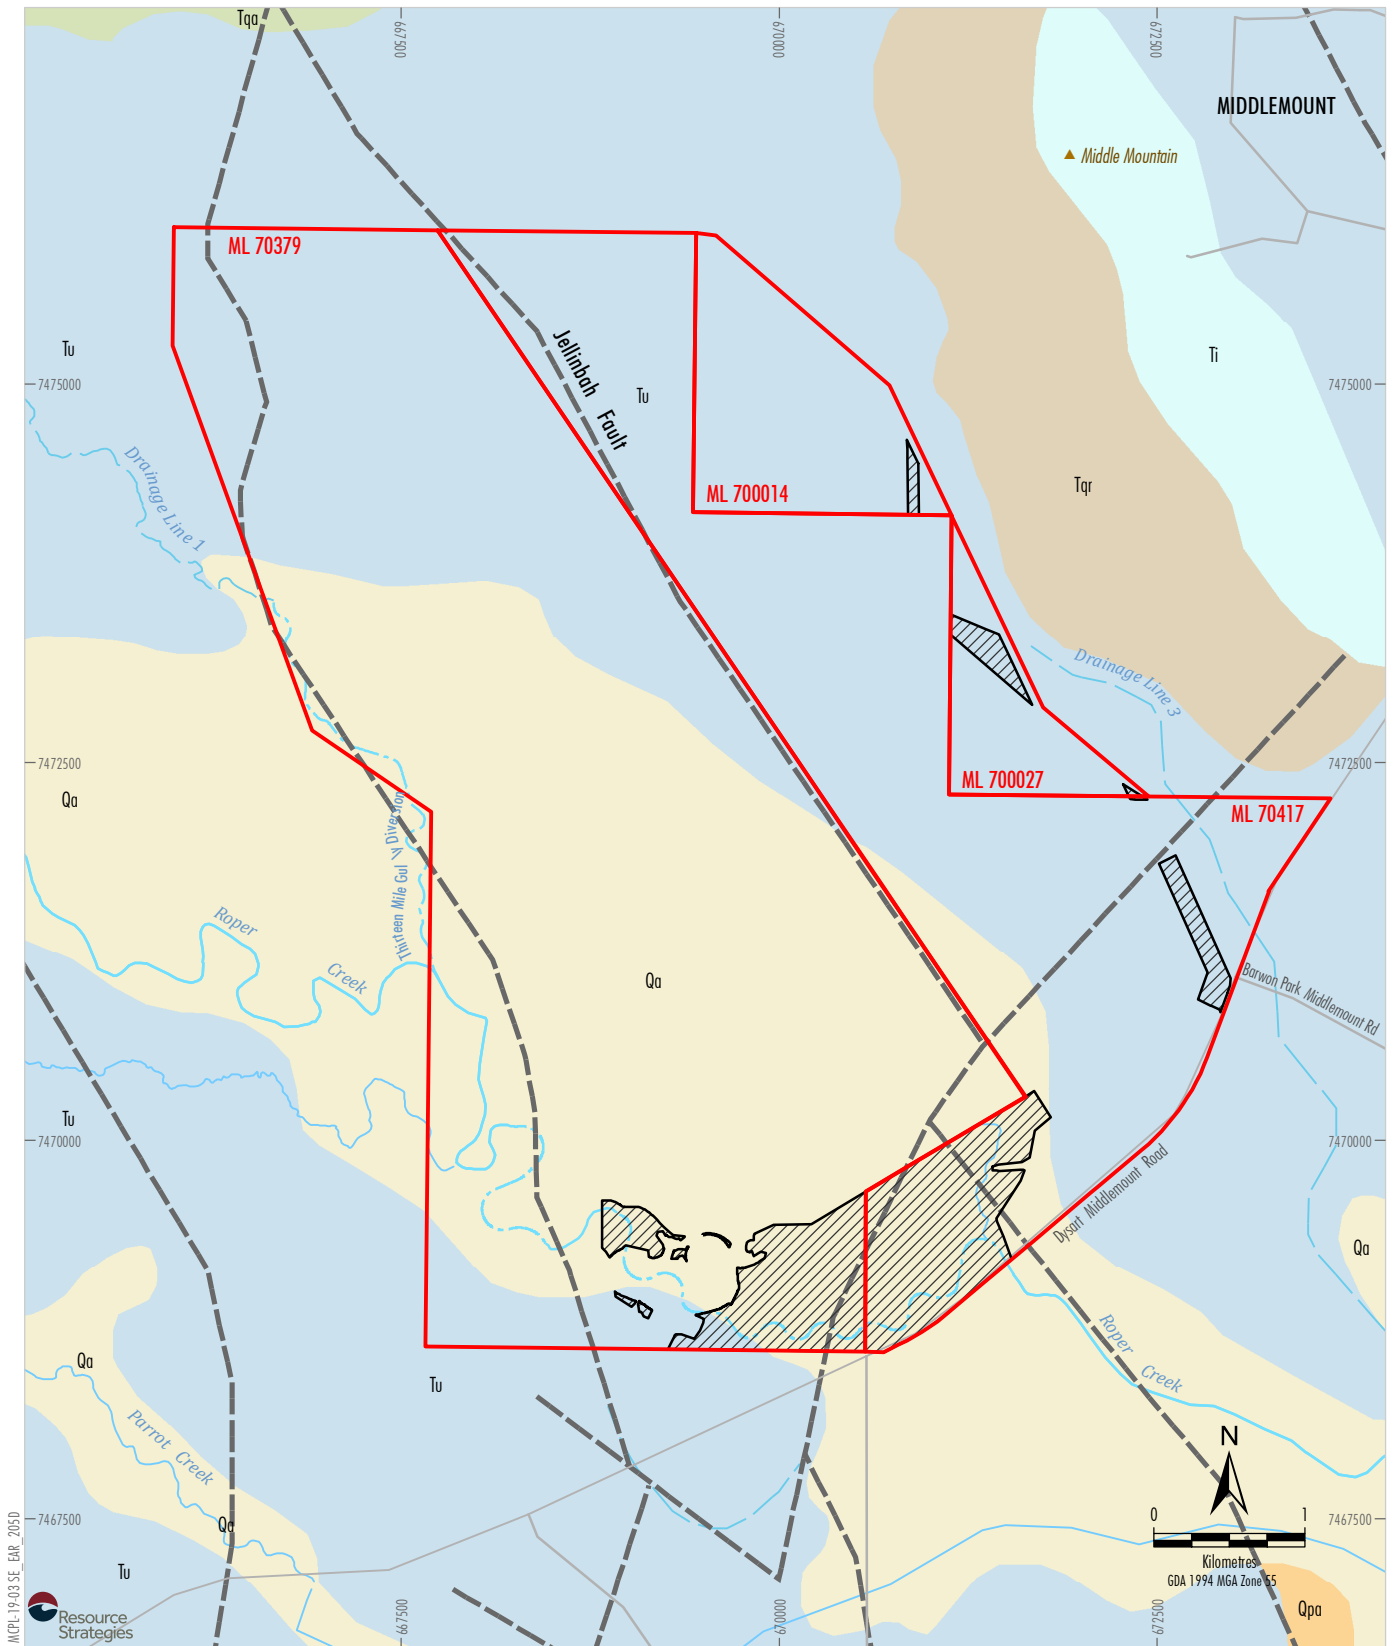 Tqa
667500
670000
672500
MIDDLEMOUNT
Middle Mountain
ML 70379
Tu
Jellinbah Fault
Ti
7475000
7475000
Tu
Drainage Line 1
ML 700014
Tqr
Drainage Line 3
7472500
7472500
ML 700027
Qa
ML 70417
Thirteen Mile Gul y Diversion
Roper
Creek
Qa
Barwon Park Middlemount Rd
Tu
7470000
7470000
Dysart Middlemount Road
Qa
Roper
Creek
Qa
Tu
Parrot Creek
N
Qa
7467500
7467500
0 1
Kilometres
GDA 1994 MGA Zone 55
Tu
Qpa
667500
670000
672500
MCPL-19-03 SE_EAR_205D
Resource
Strategies